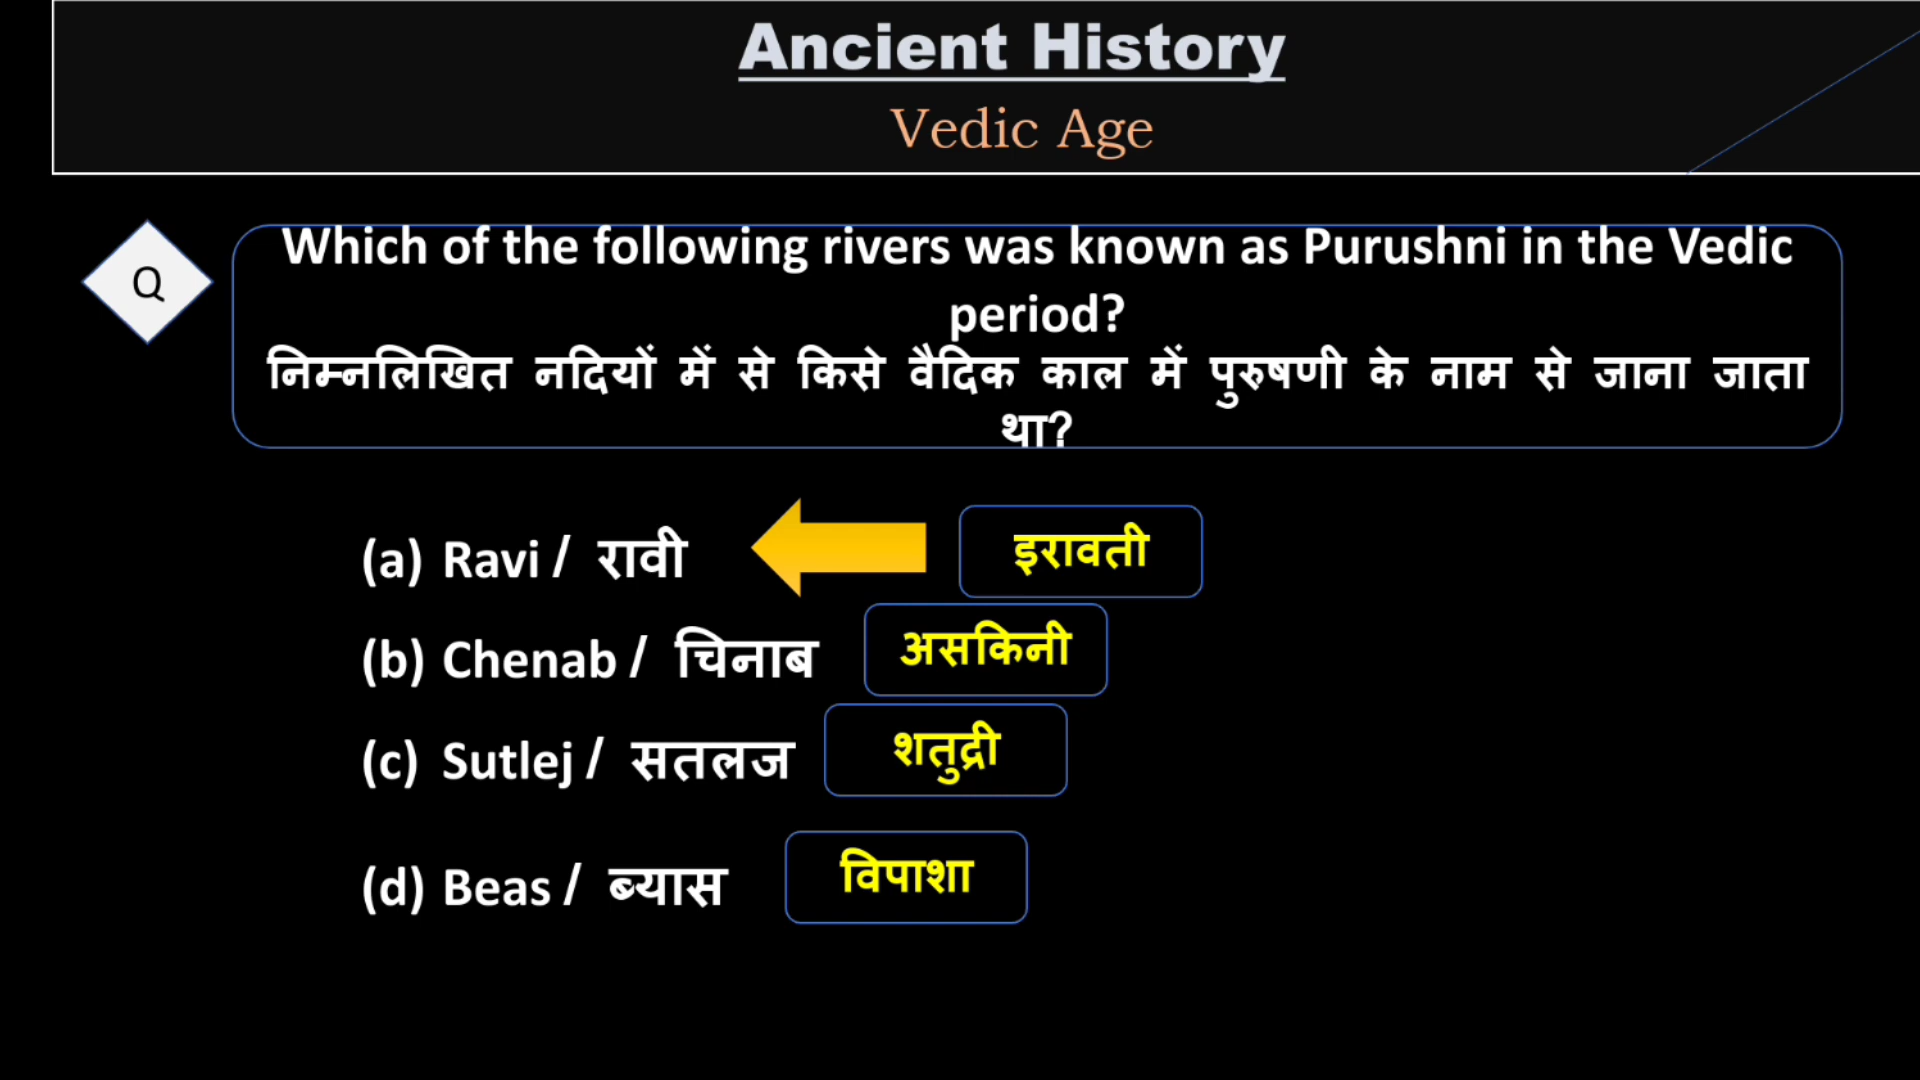 Ancient History
Vedic Age
Q
Which of the following rivers was known as Purushni in the Vedic
period?
निम्नलिखित नदियों में से किसे वैदिक काल में पुरुषणी के नाम से जाना जाता
था?
(a) Ravi / रावी
इरावती
(b) Chenab / चिनाब
असकिनी
(c) Sutlej / सतलज
शतुद्री
(d) Beas / ब्यास
विपाशा